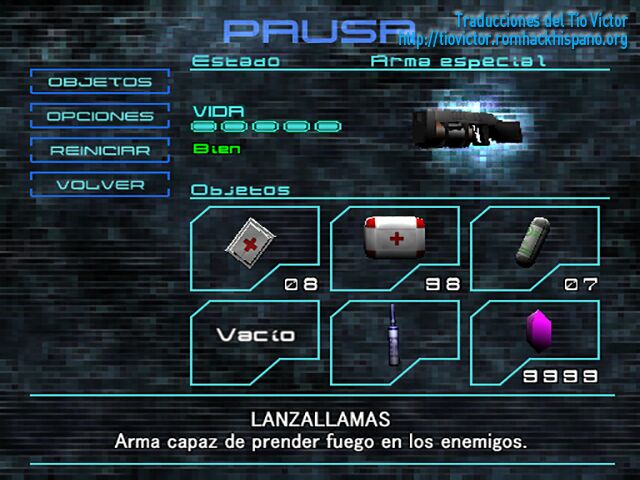 PAUSA
Traducciones del Tio Victor
http://tiovictor.romhackhispano.org
Estado
Arma especial
OBJETOS
OPCIONES
REINICIAR
VOLVER
VIDA
Bien
Objetos
08
98
07
Vacío
9999
LANZALLAMAS
Arma capaz de prender fuego en los enemigos.